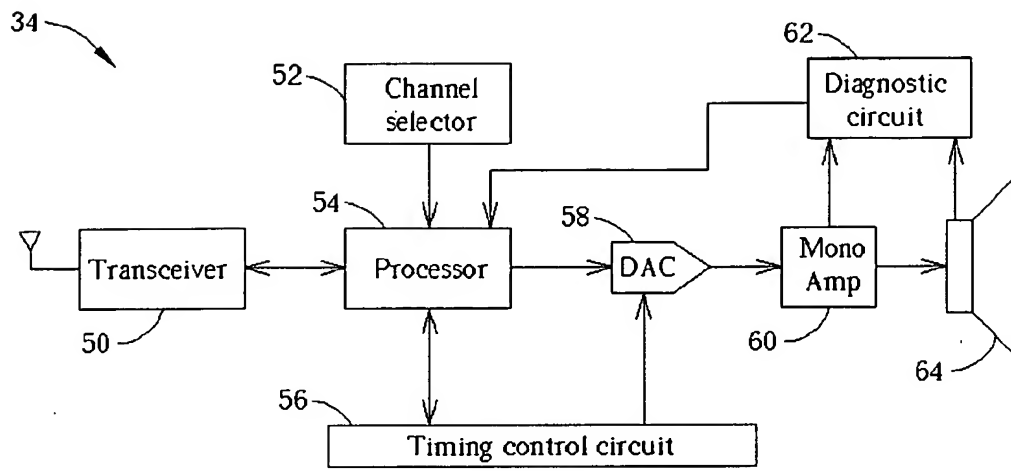 34
62
52
Channel
selector
Diagnostic
circuit
54
58
Transceiver
Processor
DAC
Mono
Amp
50
60
64
56
Timing control circuit